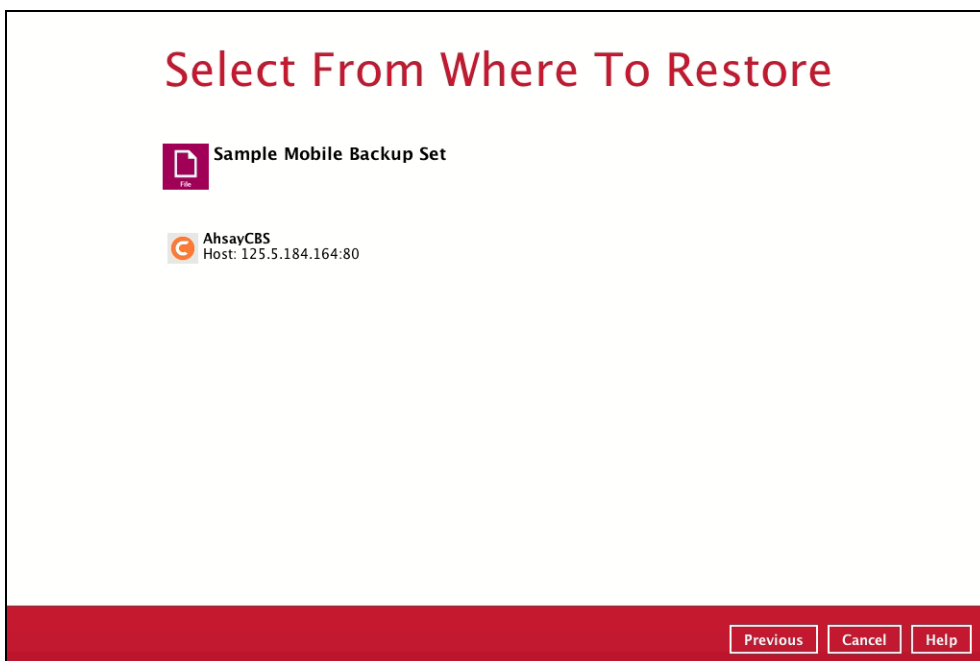 Select From Where To Restore
Sample Mobile Backup Set
File
AhsayCBS
Host: 125.5.184.164:80
Previous
Cancel
Help